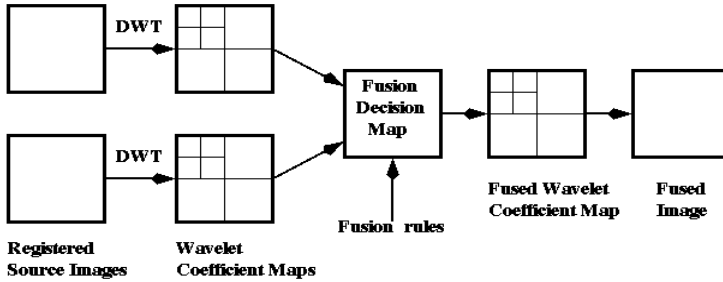 DWT
Fusion
Decision
Map
DWT
Fused Wavelet
Coefficient Map
Fused
Image
Fusion rules
Registered
Source Images
Wavelet
Coefficient Maps